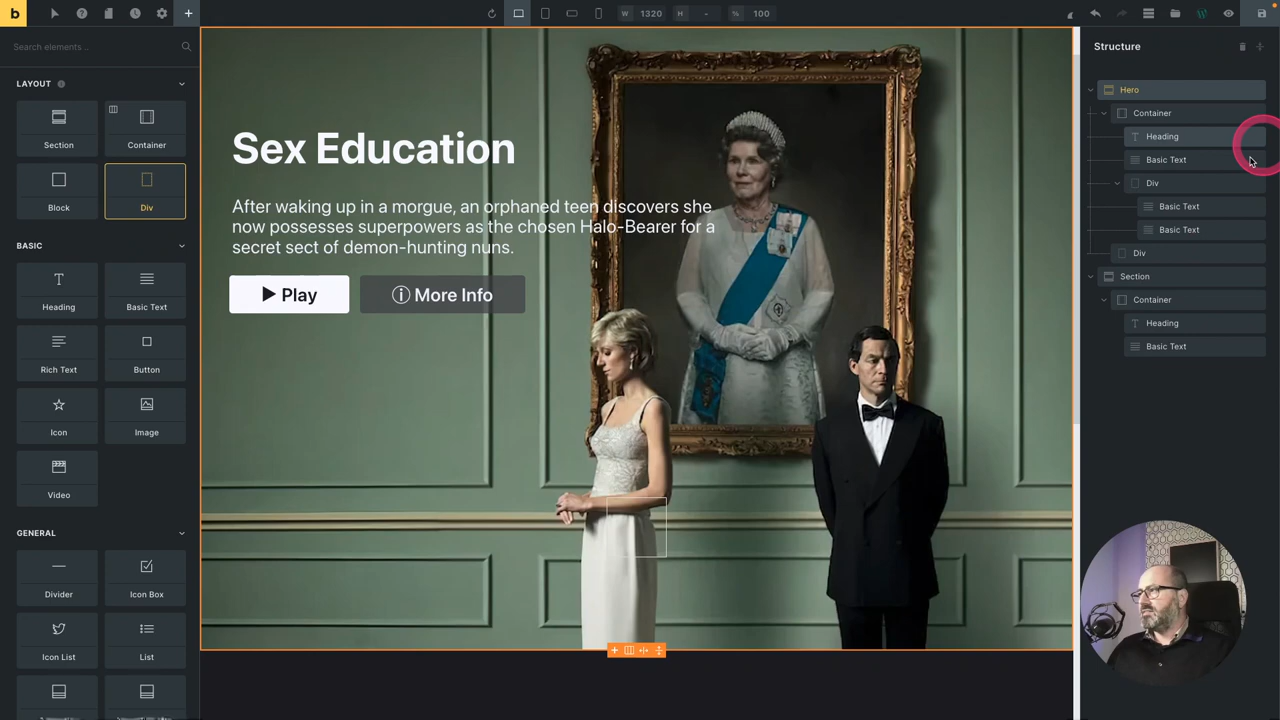 b
W 1320 H - % 100
Search elements ..
LAYOUT
Section
Container
Block
Div
BASIC
Heading
Basic Text
Rich Text
Button
Icon
Image
Video
GENERAL
Divider
Icon Box
Icon List
List
Sex Education
After waking up in a morgue, an orphaned teen discovers she
now possesses superpowers as the chosen Halo-Bearer for a
secret sect of demon-hunting nuns.
Play
More Info
Structure
Hero
Container
Heading
Basic Text
Div
Basic Text
Basic Text
Div
Section
Container
Heading
Basic Text